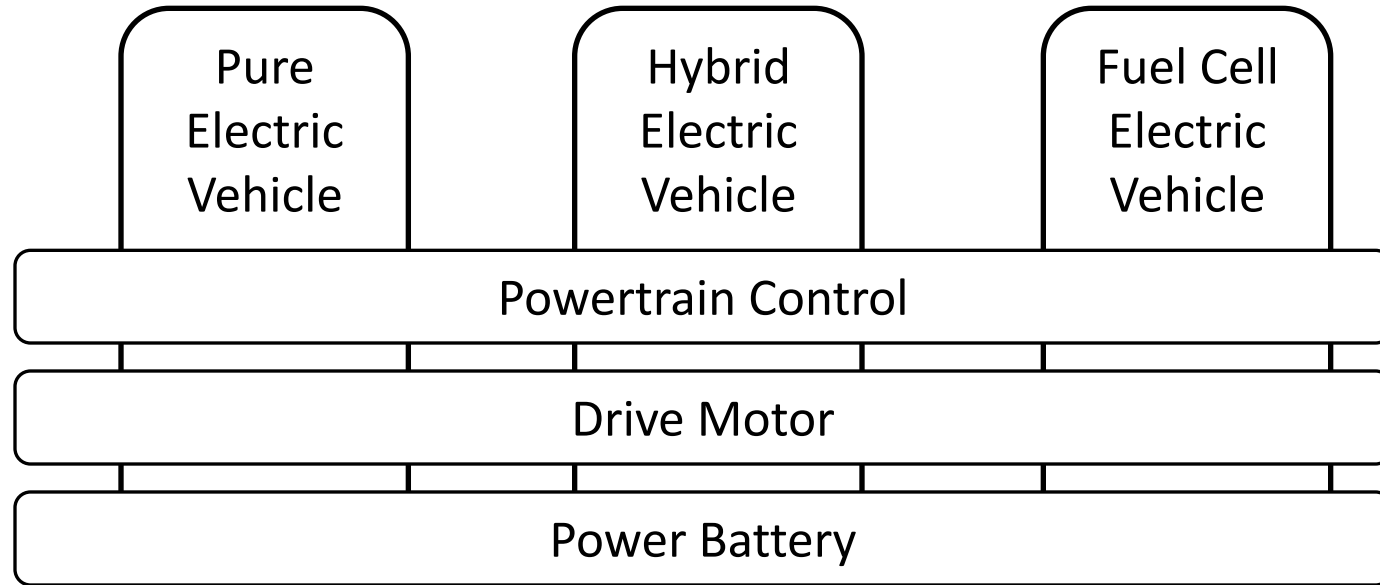 Pure
Electric
Vehicle
Hybrid
Electric
Vehicle
Fuel Cell
Electric
Vehicle
Powertrain Control
Drive Motor
Power Battery